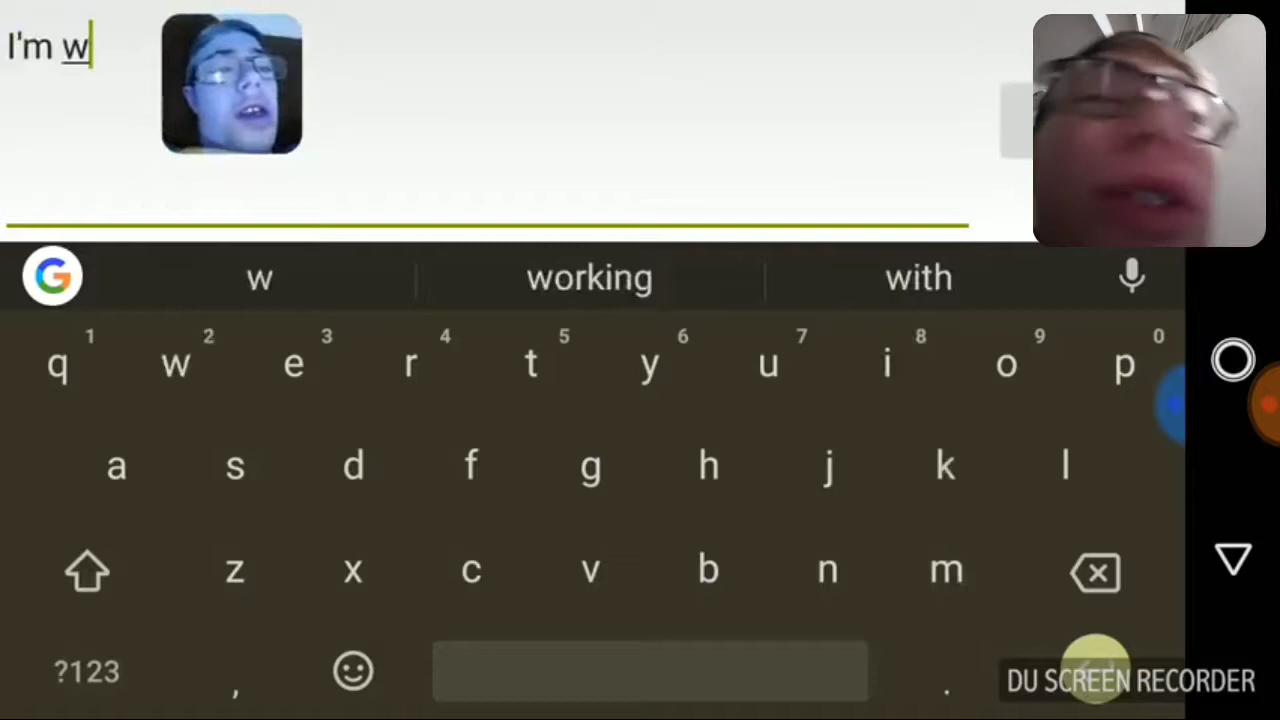 I'm w
w working with
1 2 3 4 5 6 7 8 9 0
q w e r t y u i o p
a s d f g h j k l
z x c v b n m
?123 , .
DU SCREEN RECORDER